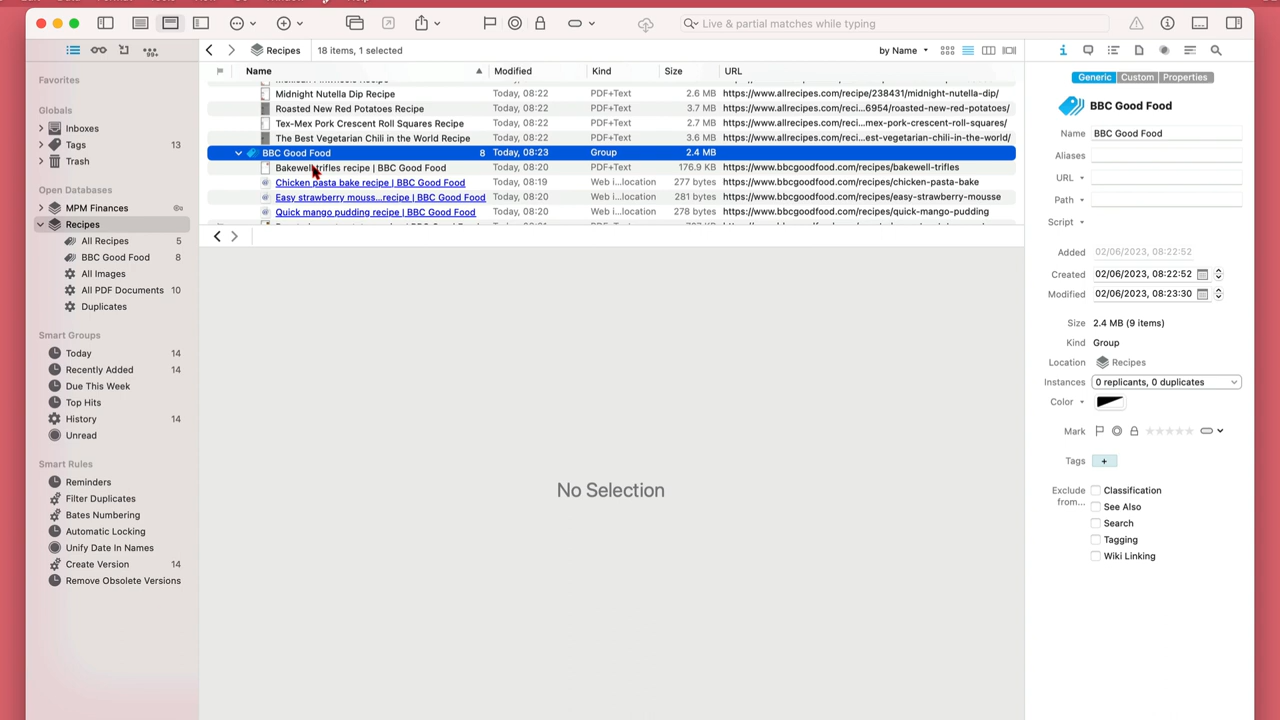 Live & partial matches while typing
Recipes 18 items, 1 selected by Name
Name Modified Kind Size URL
Midnight Nutella Dip Recipe Today, 08:22 PDF+Text 2.6 MB https://www.allrecipes.com/recipe/238431/midnight-nutella-dip/
Roasted New Red Potatoes Recipe Today, 08:22 PDF+Text 3.7 MB https://www.allrecipes.com/reci...6954/roasted-new-red-potatoes/
Tex-Mex Pork Crescent Roll Squares Recipe Today, 08:22 PDF+Text 2.7 MB https://www.allrecipes.com/reci...mex-pork-crescent-roll-squares/
The Best Vegetarian Chili in the World Recipe Today, 08:22 PDF+Text 3.6 MB https://www.allrecipes.com/reci...est-vegetarian-chili-in-the-world/
BBC Good Food 8 Today, 08:23 Group 2.4 MB
Bakewell trifles recipe | BBC Good Food Today, 08:20 PDF+Text 176.9 KB https://www.bbcgoodfood.com/recipes/bakewell-trifles
Chicken pasta bake recipe | BBC Good Food Today, 08:19 Web i...location 277 bytes https://www.bbcgoodfood.com/recipes/chicken-pasta-bake
Easy strawberry mouss...recipe | BBC Good Food Today, 08:20 Web i...location 281 bytes https://www.bbcgoodfood.com/recipes/easy-strawberry-mousse
Quick mango pudding recipe | BBC Good Food Today, 08:20 Web i...location 278 bytes https://www.bbcgoodfood.com/recipes/quick-mango-pudding
No Selection
Favorites
Globals
Inboxes
Tags 13
Trash
Open Databases
MPM Finances
Recipes
All Recipes 5
BBC Good Food 8
All Images
All PDF Documents 10
Duplicates
Smart Groups
Today 14
Recently Added 14
Due This Week
Top Hits
History 14
Unread
Smart Rules
Reminders
Filter Duplicates
Bates Numbering
Automatic Locking
Unify Date In Names
Create Version 14
Remove Obsolete Versions
Generic Custom Properties
BBC Good Food
Name BBC Good Food
Aliases
URL
Path
Script
Added 02/06/2023, 08:22:52
Created 02/06/2023, 08:22:52
Modified 02/06/2023, 08:23:30
Size 2.4 MB (9 items)
Kind Group
Location Recipes
Instances 0 replicants, 0 duplicates
Color
Mark
Tags +
Exclude from... Classification
See Also
Search
Tagging
Wiki Linking